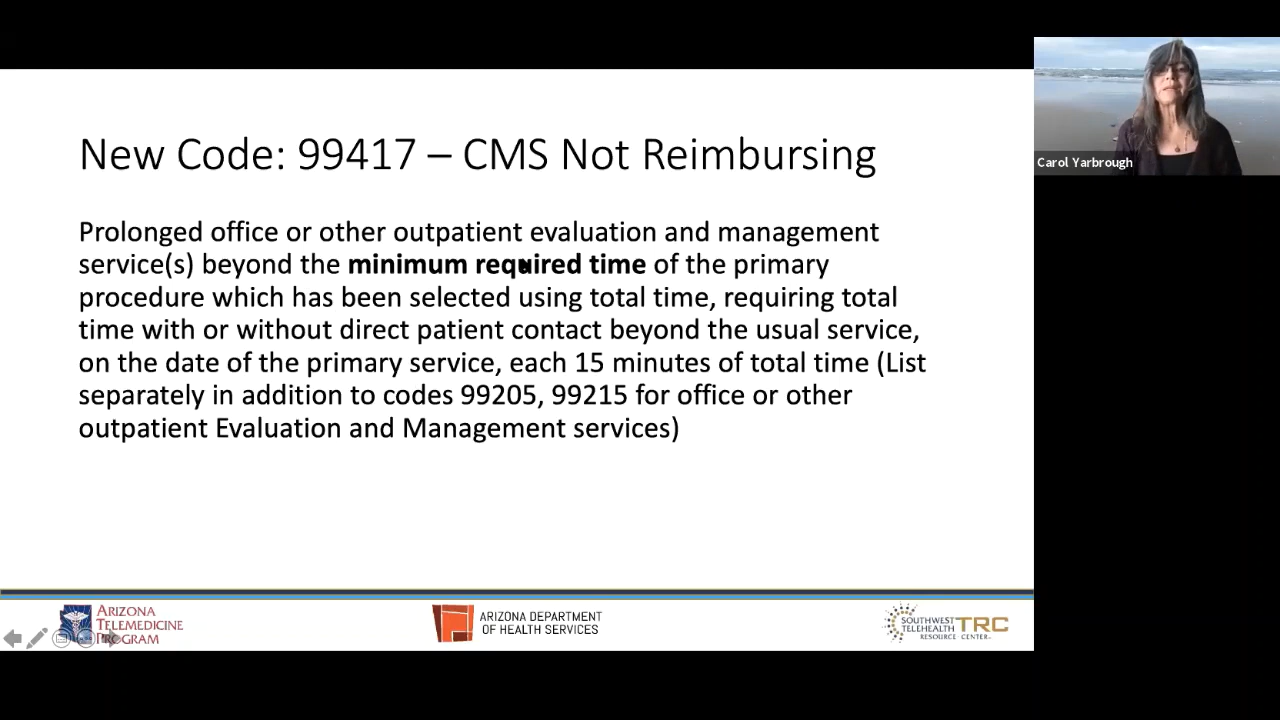 New Code: 99417 – CMS Not Reimbursing
Prolonged office or other outpatient evaluation and management
service(s) beyond the minimum required time of the primary
procedure which has been selected using total time, requiring total
time with or without direct patient contact beyond the usual service,
on the date of the primary service, each 15 minutes of total time (List
separately in addition to codes 99205, 99215 for office or other
outpatient Evaluation and Management services)
Carol Yarbrough
ARIZONA
TELEMEDICINE
PROGRAM
ARIZONA DEPARTMENT
OF HEALTH SERVICES
SOUTHWEST
TELEHEALTH
RESOURCE CENTER
TRC